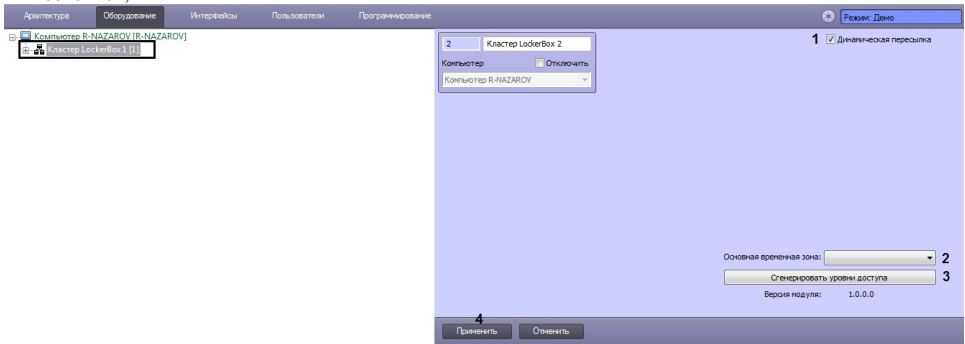 Архитектура Оборудование Интерфейсы Пользователи Программирование Режим: Демо
Компьютер R-NAZAROV [R-NAZAROV]
Кластер LockerBox 1 [1]
2 Кластер LockerBox 2
1 Динамическая пересылка
Компьютер Отключить
Компьютер R-NAZAROV
Основная временная зона: 2
Сгенерировать уровни доступа 3
Версия модуля: 1.0.0.0
4
Применить Отменить